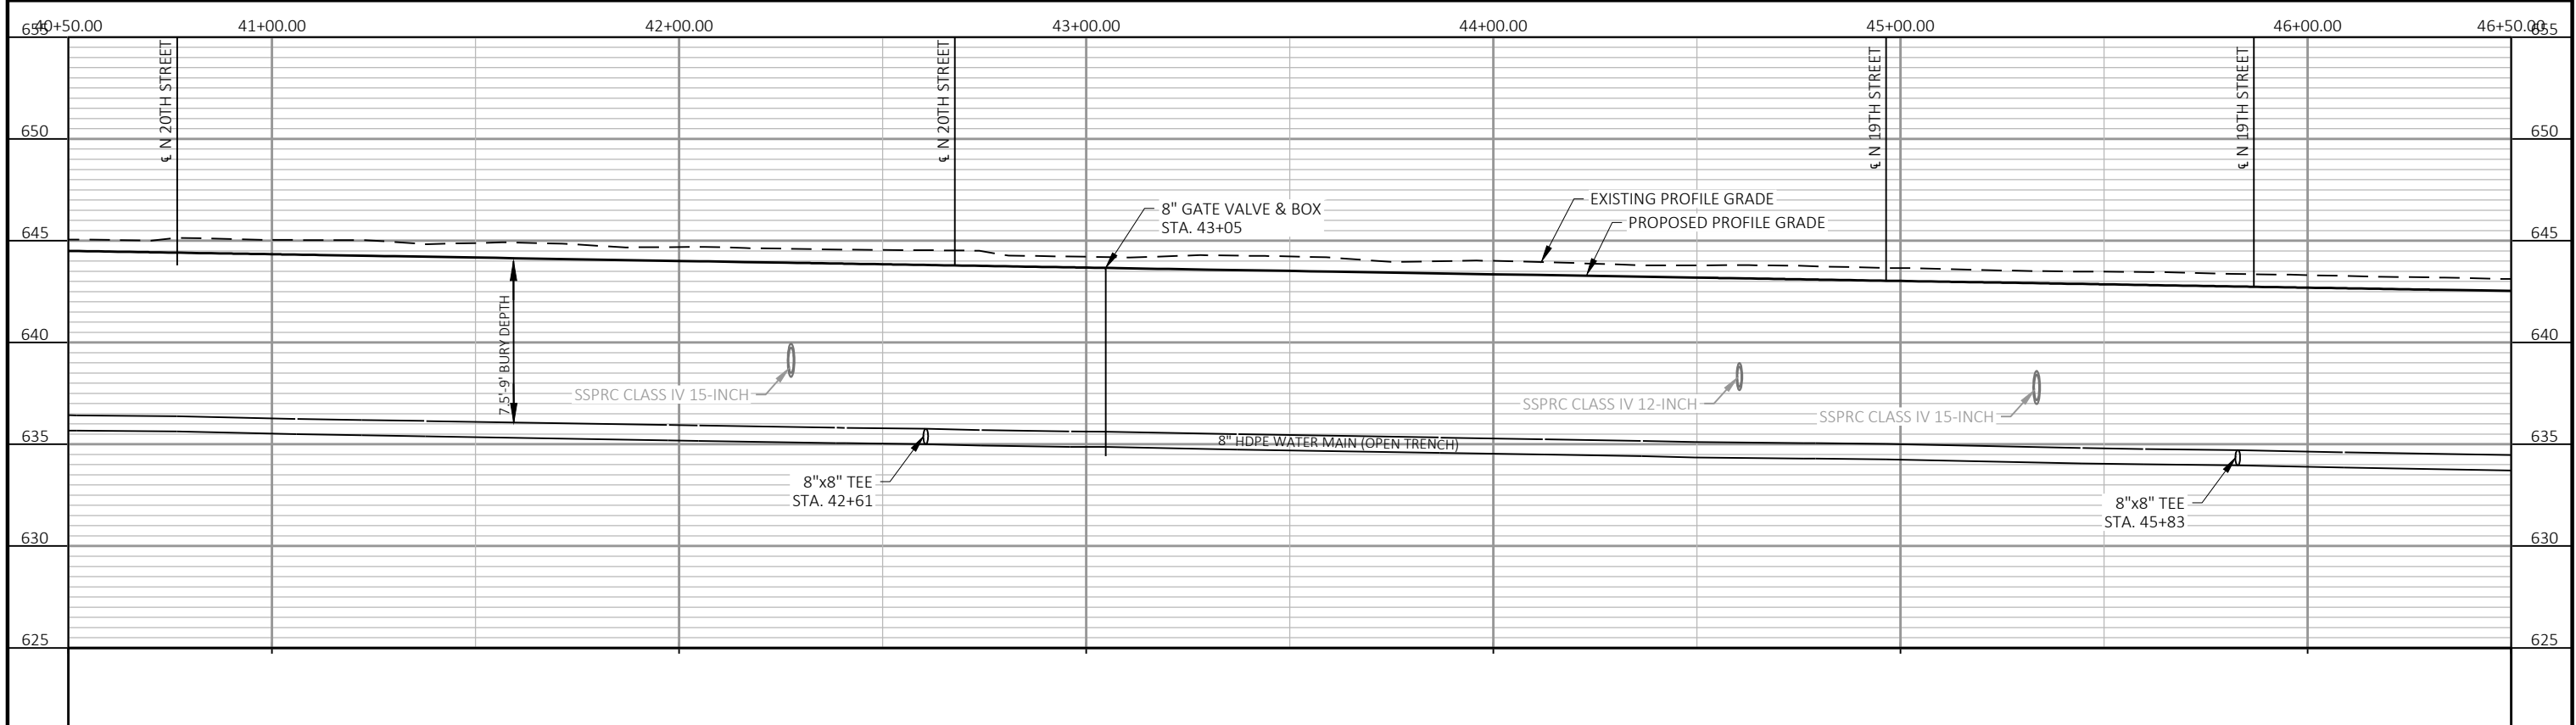 40+50.00
41+00.00
42+00.00
43+00.00
44+00.00
45+00.00
46+00.00
46+50.00
655
655
℄ N 20TH STREET
℄ N 20TH STREET
℄ N 19TH STREET
℄ N 19TH STREET
650
650
EXISTING PROFILE GRADE
8" GATE VALVE & BOX
STA. 43+05
PROPOSED PROFILE GRADE
645
645
7.5'-9' BURY DEPTH
640
640
SSPRC CLASS IV 15-INCH
SSPRC CLASS IV 12-INCH
SSPRC CLASS IV 15-INCH
635
635
8" HDPE WATER MAIN (OPEN TRENCH)
8"x8" TEE
STA. 42+61
8"x8" TEE
STA. 45+83
630
630
625
625